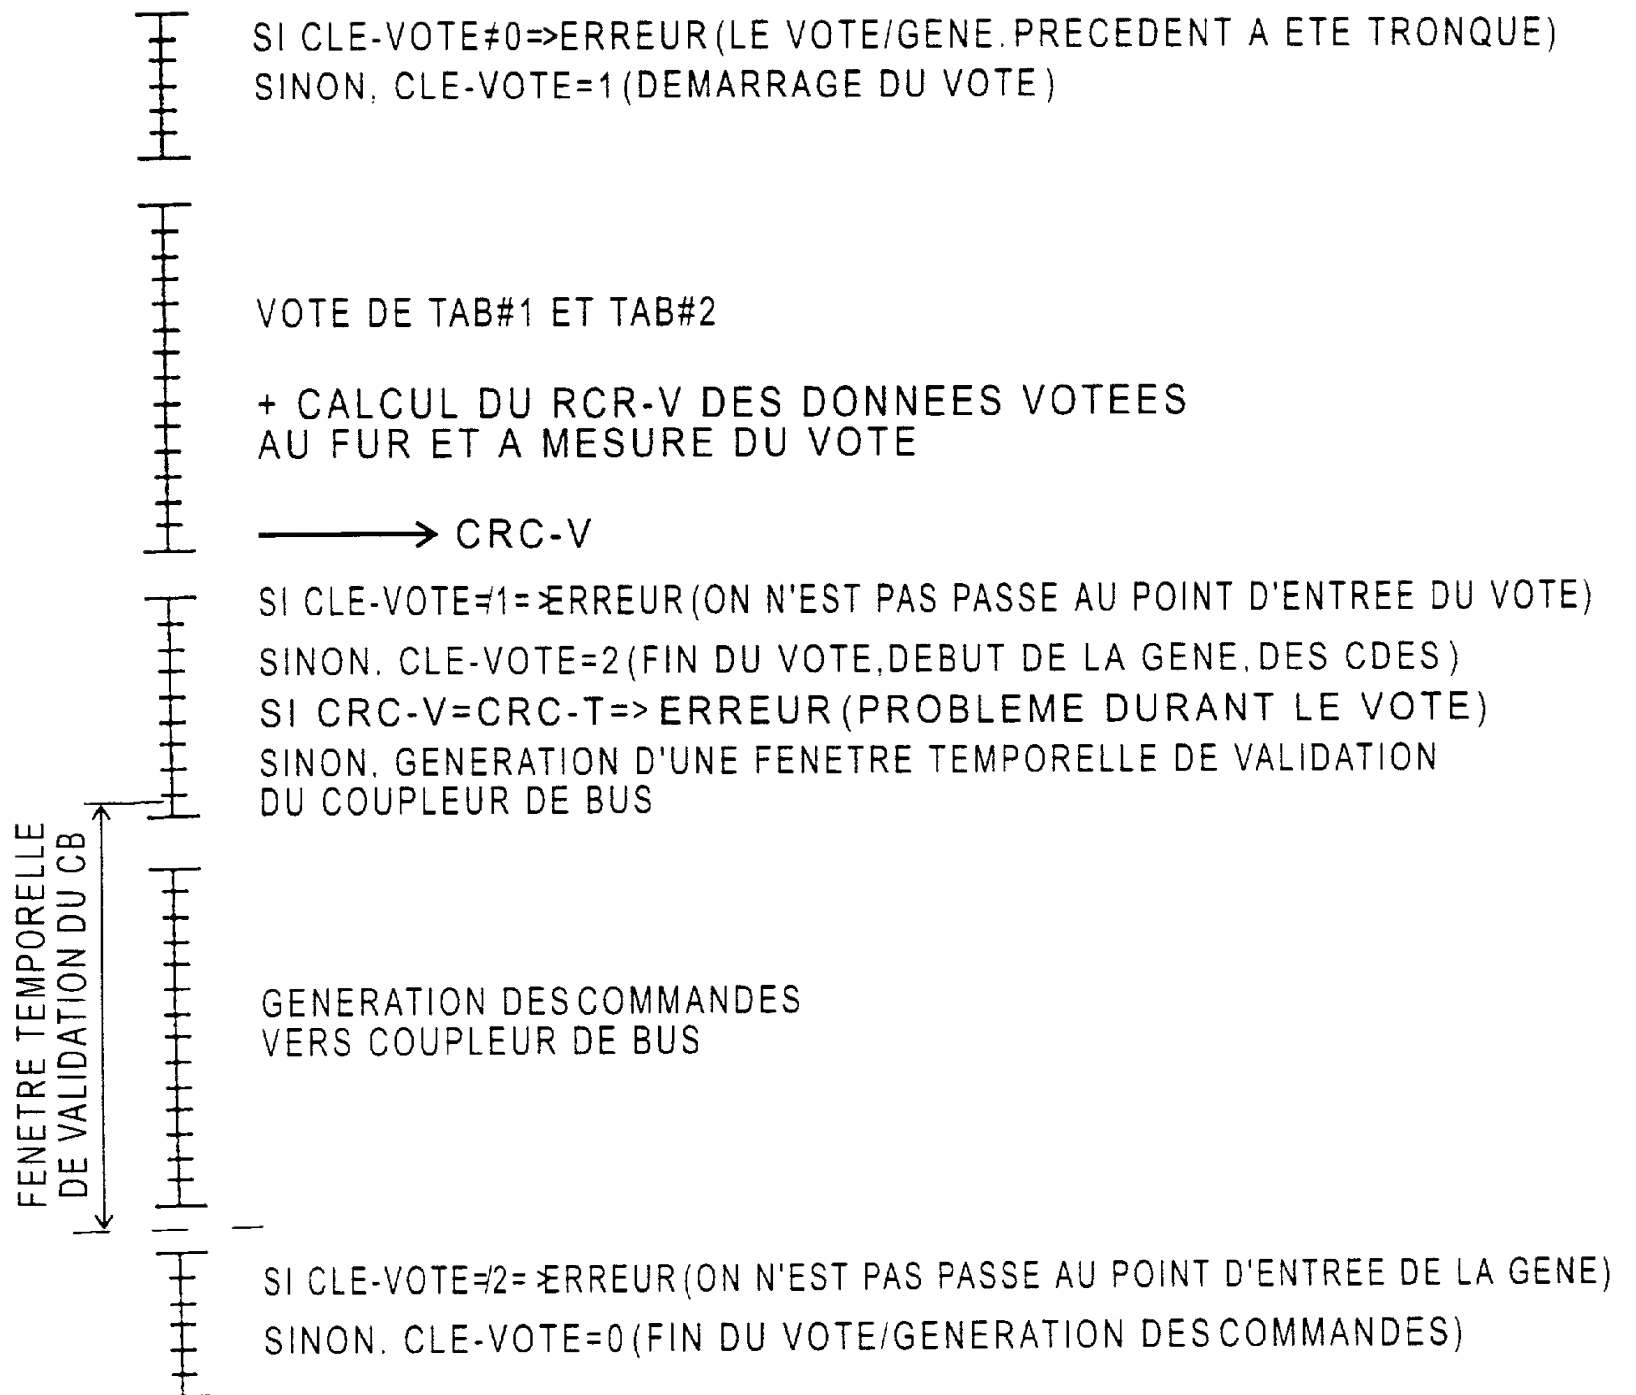 SI CLE-VOTE≠0=>ERREUR(LE VOTE/GENE.PRECEDENT A ETE TRONQUE)
SINON, CLE-VOTE=1(DEMARRAGE DU VOTE)
VOTE DE TAB#1 ET TAB#2
+ CALCUL DU RCR-V DES DONNEES VOTEES
AU FUR ET A MESURE DU VOTE
CRC-V
SI CLE-VOTE≠1=>ERREUR(ON N'EST PAS PASSE AU POINT D'ENTREE DU VOTE)
SINON, CLE-VOTE=2(FIN DU VOTE,DEBUT DE LA GENE,DES CDES)
SI CRC-V=CRC-T=>ERREUR(PROBLEME DURANT LE VOTE)
SINON, GENERATION D'UNE FENETRE TEMPORELLE DE VALIDATION
DU COUPLEUR DE BUS
FENETRE TEMPORELLE
DE VALIDATION DU CB
GENERATION DES COMMANDES
VERS COUPLEUR DE BUS
SI CLE-VOTE≠2=>ERREUR(ON N'EST PAS PASSE AU POINT D'ENTREE DE LA GENE)
SINON, CLE-VOTE=0(FIN DU VOTE/GENERATION DES COMMANDES)